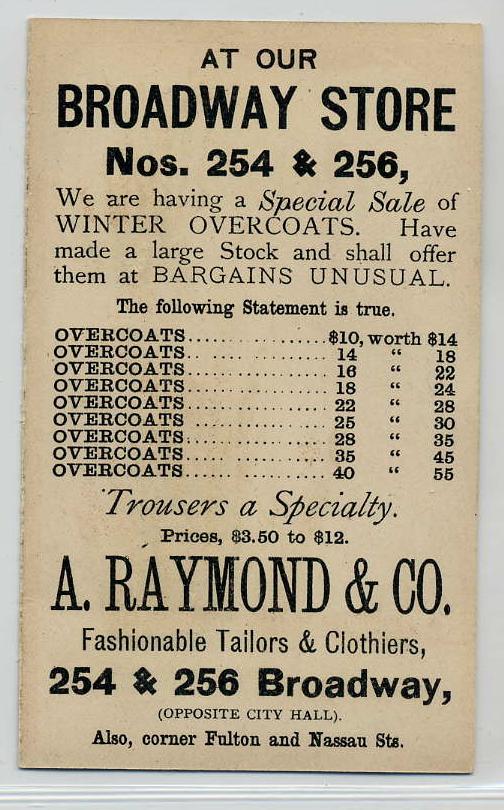 AT OUR
BROADWAY STORE
Nos. 254 & 256,
We are having a Special Sale of
WINTER OVERCOATS. Have
made a large Stock and shall offer
them at BARGAINS UNUSUAL.
The following Statement is true.
OVERCOATS.................... $10, worth $14
OVERCOATS.................... 14 “ 18
OVERCOATS.................... 16 “ 22
OVERCOATS.................... 18 “ 24
OVERCOATS.................... 22 “ 28
OVERCOATS.................... 25 “ 30
OVERCOATS.................... 28 “ 35
OVERCOATS.................... 35 “ 45
OVERCOATS.................... 40 “ 55
Trousers a Specialty.
Prices, $3.50 to $12.
A. RAYMOND & CO.
Fashionable Tailors & Clothiers,
254 & 256 Broadway,
(OPPOSITE CITY HALL).
Also, corner Fulton and Nassau Sts.